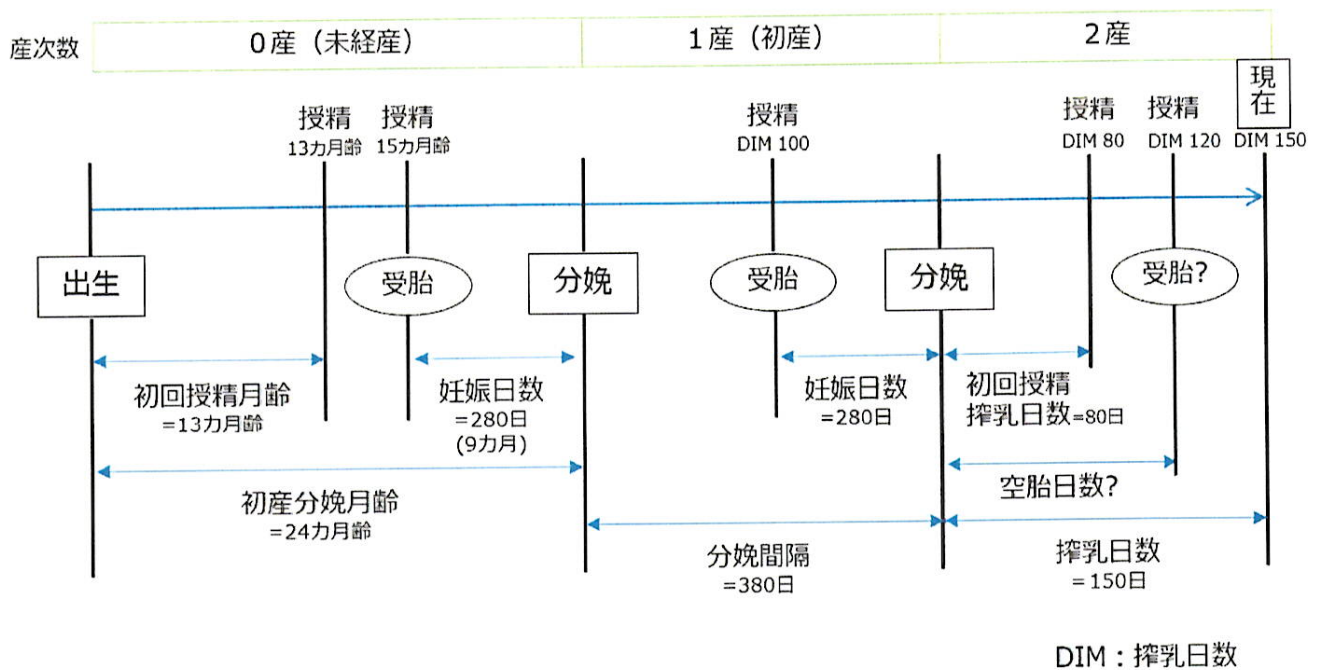 産次数
0産（未経産）
1産（初産）
2産
現在
授精
13カ月齢
授精
15カ月齢
授精
DIM 100
授精
DIM 80
授精
DIM 120
DIM 150
出生
受胎
分娩
受胎
分娩
受胎?
初回授精月齢
=13カ月齢
妊娠日数
=280日
(9カ月)
妊娠日数
=280日
初回授精
搾乳日数=80日
初産分娩月齢
=24カ月齢
空胎日数?
分娩間隔
=380日
搾乳日数
=150日
DIM：搾乳日数